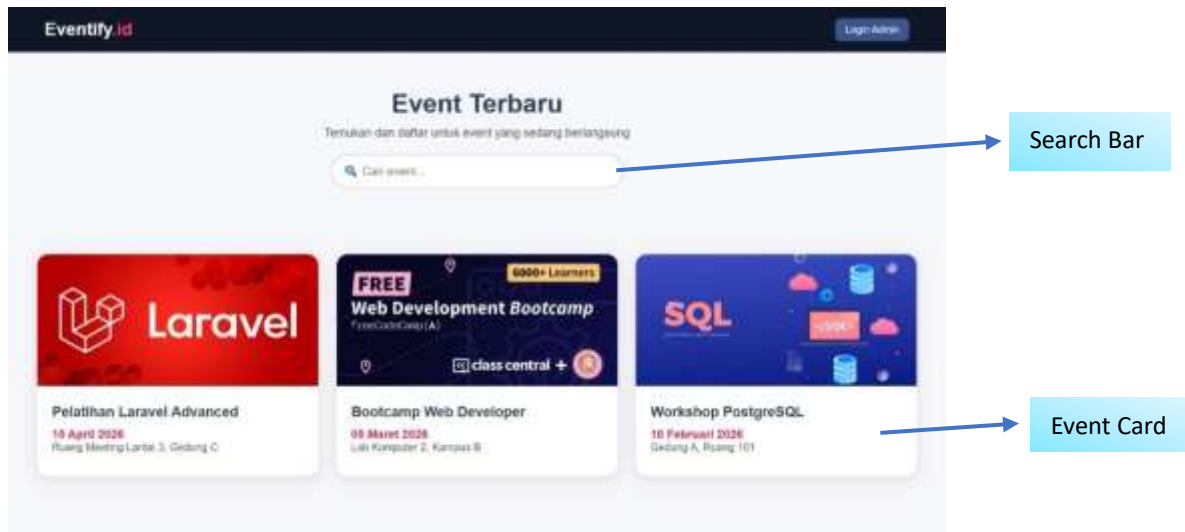 Eventify.id
Login Admin
Event Terbaru
Temukan dan daftar untuk event yang sedang berlangsung
Search Bar
Cari event...
Laravel
FREE
6000+ Learners
Web Development Bootcamp
FreeCodeCamp (A)
class central +
SQL
Pelatihan Laravel Advanced
Bootcamp Web Developer
Workshop PostgreSQL
Event Card
April 2026
Maret 2026
10 Februari 2026
Ruang Meeting Lantai 3, Gedung C
Lab Komputer 2, Kampus B
Gedung A, Ruang 101